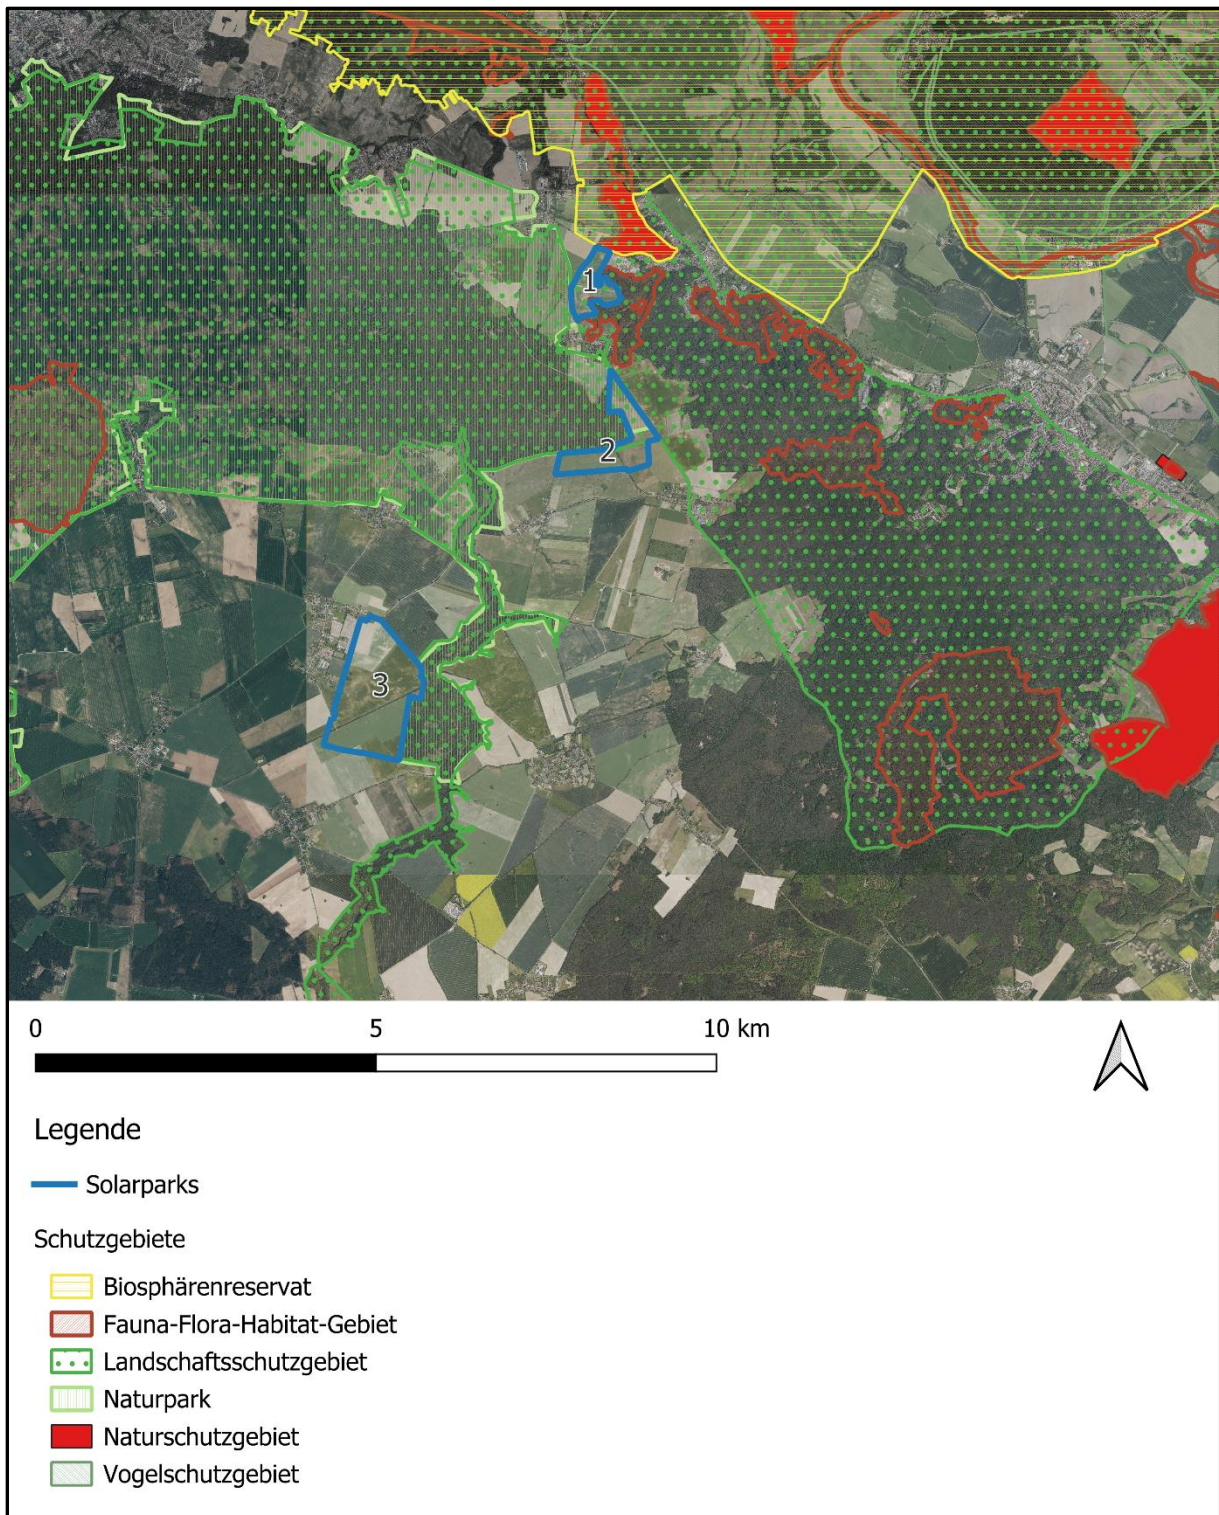 1
2
3
0 5 10 km
Legende
Solarparks
Schutzgebiete
Biosphärenreservat
Fauna-Flora-Habitat-Gebiet
Landschaftsschutzgebiet
Naturpark
Naturschutzgebiet
Vogelschutzgebiet